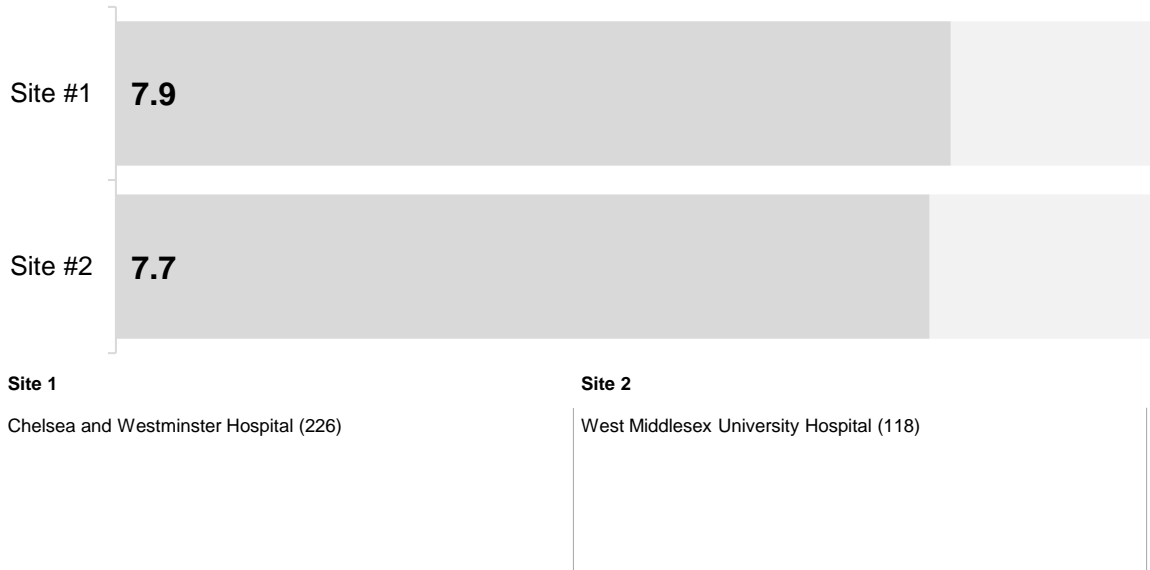 Site #1
7.9
Site #2
7.7
Site 1
Site 2
Chelsea and Westminster Hospital (226)
West Middlesex University Hospital (118)